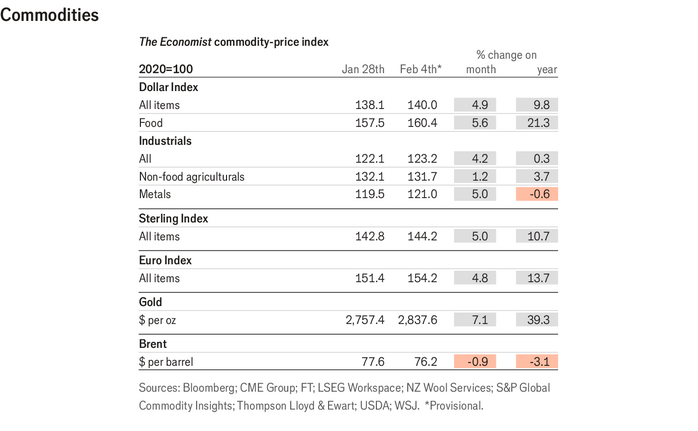 Commodities
The Economist commodity-price index
% change on
2020=100 Jan 28th Feb 4th* month year
Dollar Index
All items 138.1 140.0 4.9 9.8
Food 157.5 160.4 5.6 21.3
Industrials
All 122.1 123.2 4.2 0.3
Non-food agriculturals 132.1 131.7 1.2 3.7
Metals 119.5 121.0 5.0 -0.6
Sterling Index
All items 142.8 144.2 5.0 10.7
Euro Index
All items 151.4 154.2 4.8 13.7
Gold
$ per oz 2,757.4 2,837.6 7.1 39.3
Brent
$ per barrel 77.6 76.2 -0.9 -3.1
Sources: Bloomberg; CME Group; FT; LSEG Workspace; NZ Wool Services; S&P Global
Commodity Insights; Thompson Lloyd & Ewart; USDA; WSJ. *Provisional.